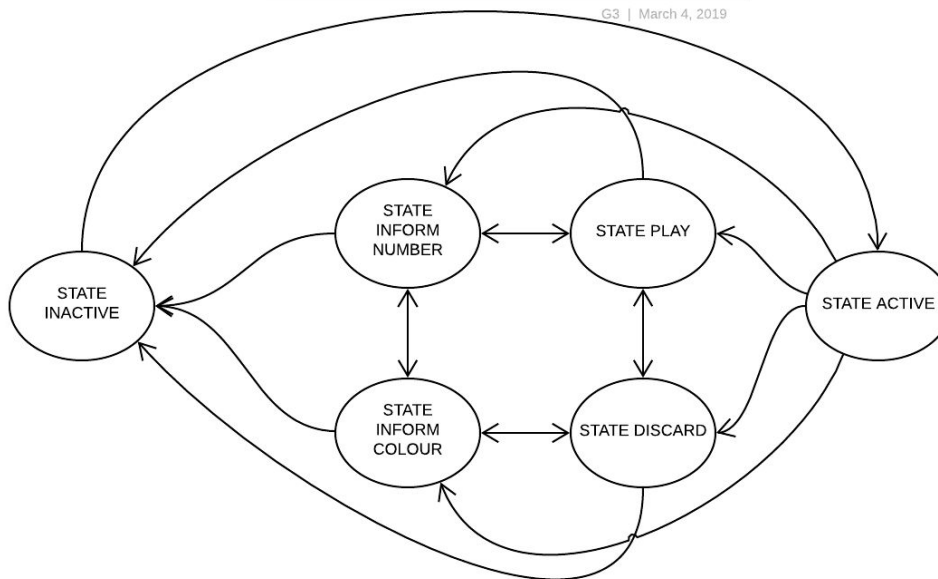 G3 | March 4, 2019
STATE
INFORM
NUMBER
STATE PLAY
STATE
INACTIVE
STATE ACTIVE
STATE
INFORM
COLOUR
STATE DISCARD